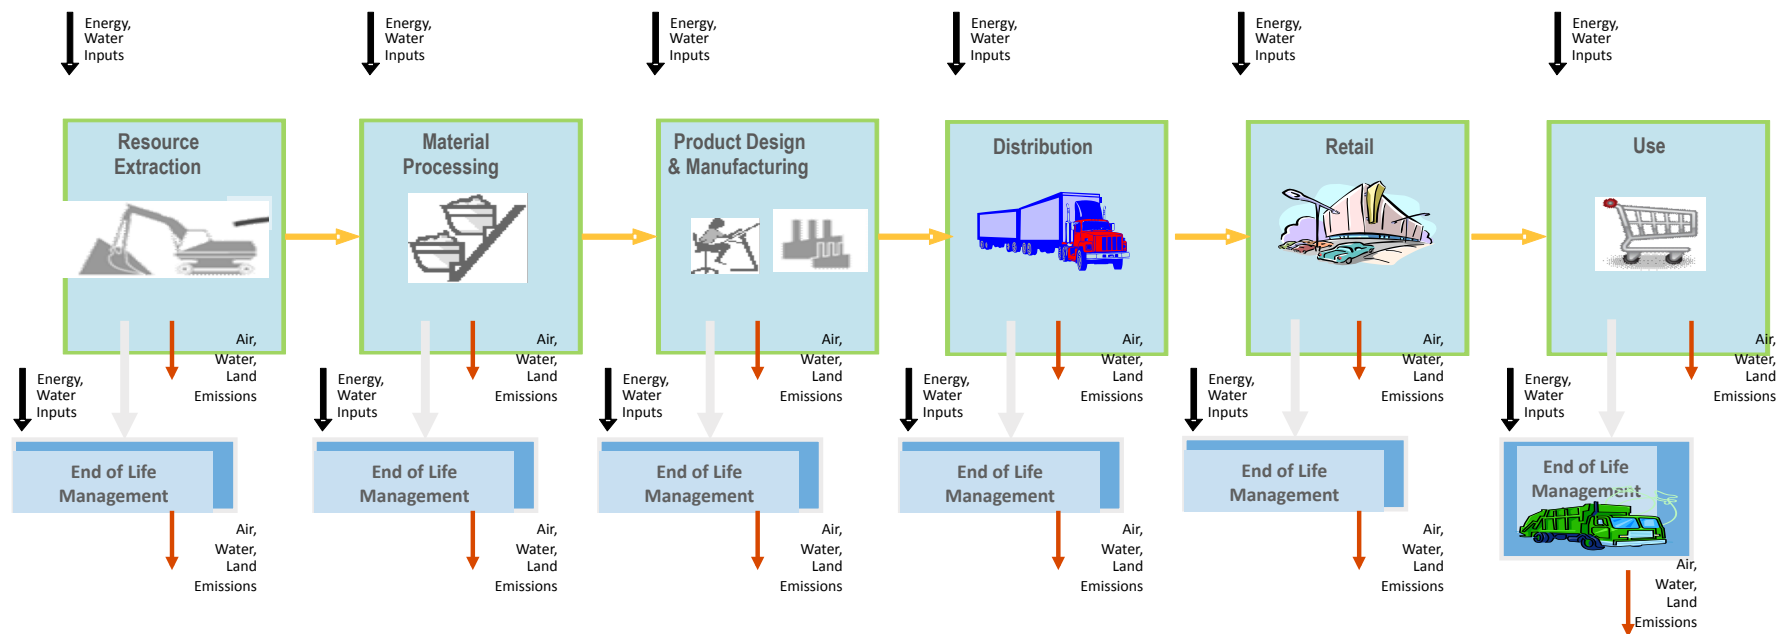 Energy,
Water
Inputs
Energy,
Water
Inputs
Energy,
Water
Inputs
Energy,
Water
Inputs
Energy,
Water
Inputs
Energy,
Water
Inputs
Resource
Extraction
Material
Processing
Product Design
& Manufacturing
Distribution
Retail
Use
Air,
Water,
Land
Emissions
Air,
Water,
Land
Emissions
Air,
Water,
Land
Emissions
Air,
Water,
Land
Emissions
Air,
Water,
Land
Emissions
Air,
Water,
Land
Emissions
Energy,
Water
Inputs
Energy,
Water
Inputs
Energy,
Water
Inputs
Energy,
Water
Inputs
Energy,
Water
Inputs
Energy,
Water
Inputs
End of Life
Management
End of Life
Management
End of Life
Management
End of Life
Management
End of Life
Management
End of Life
Management
Air,
Water,
Land
Emissions
Air,
Water,
Land
Emissions
Air,
Water,
Land
Emissions
Air,
Water,
Land
Emissions
Air,
Water,
Land
Emissions
Air,
Water,
Land
Emissions